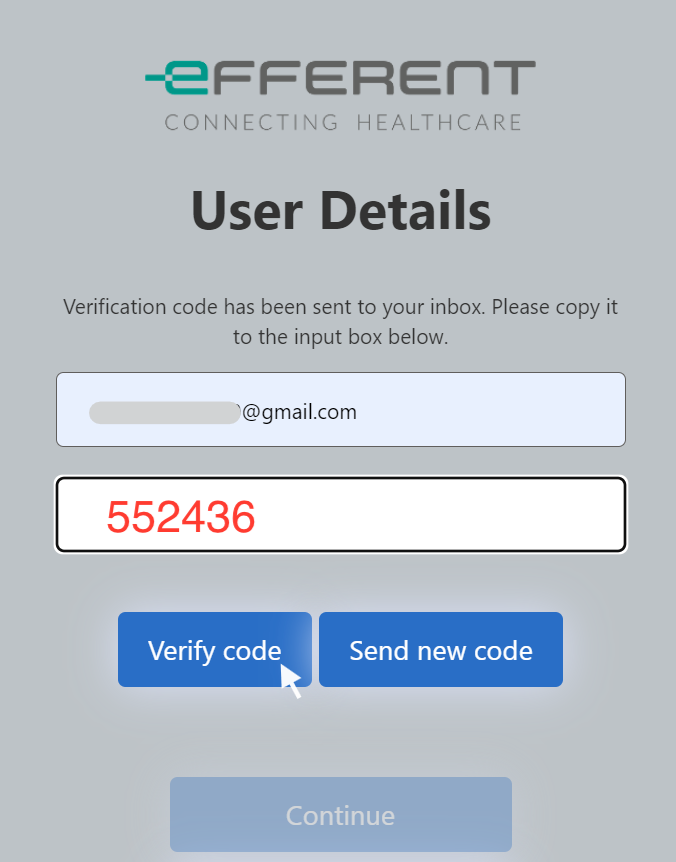 eFFERENT
CONNECTING HEALTHCARE
User Details
Verification code has been sent to your inbox. Please copy it
to the input box below.
@gmail.com
552436
Verify code
Send new code
Continue